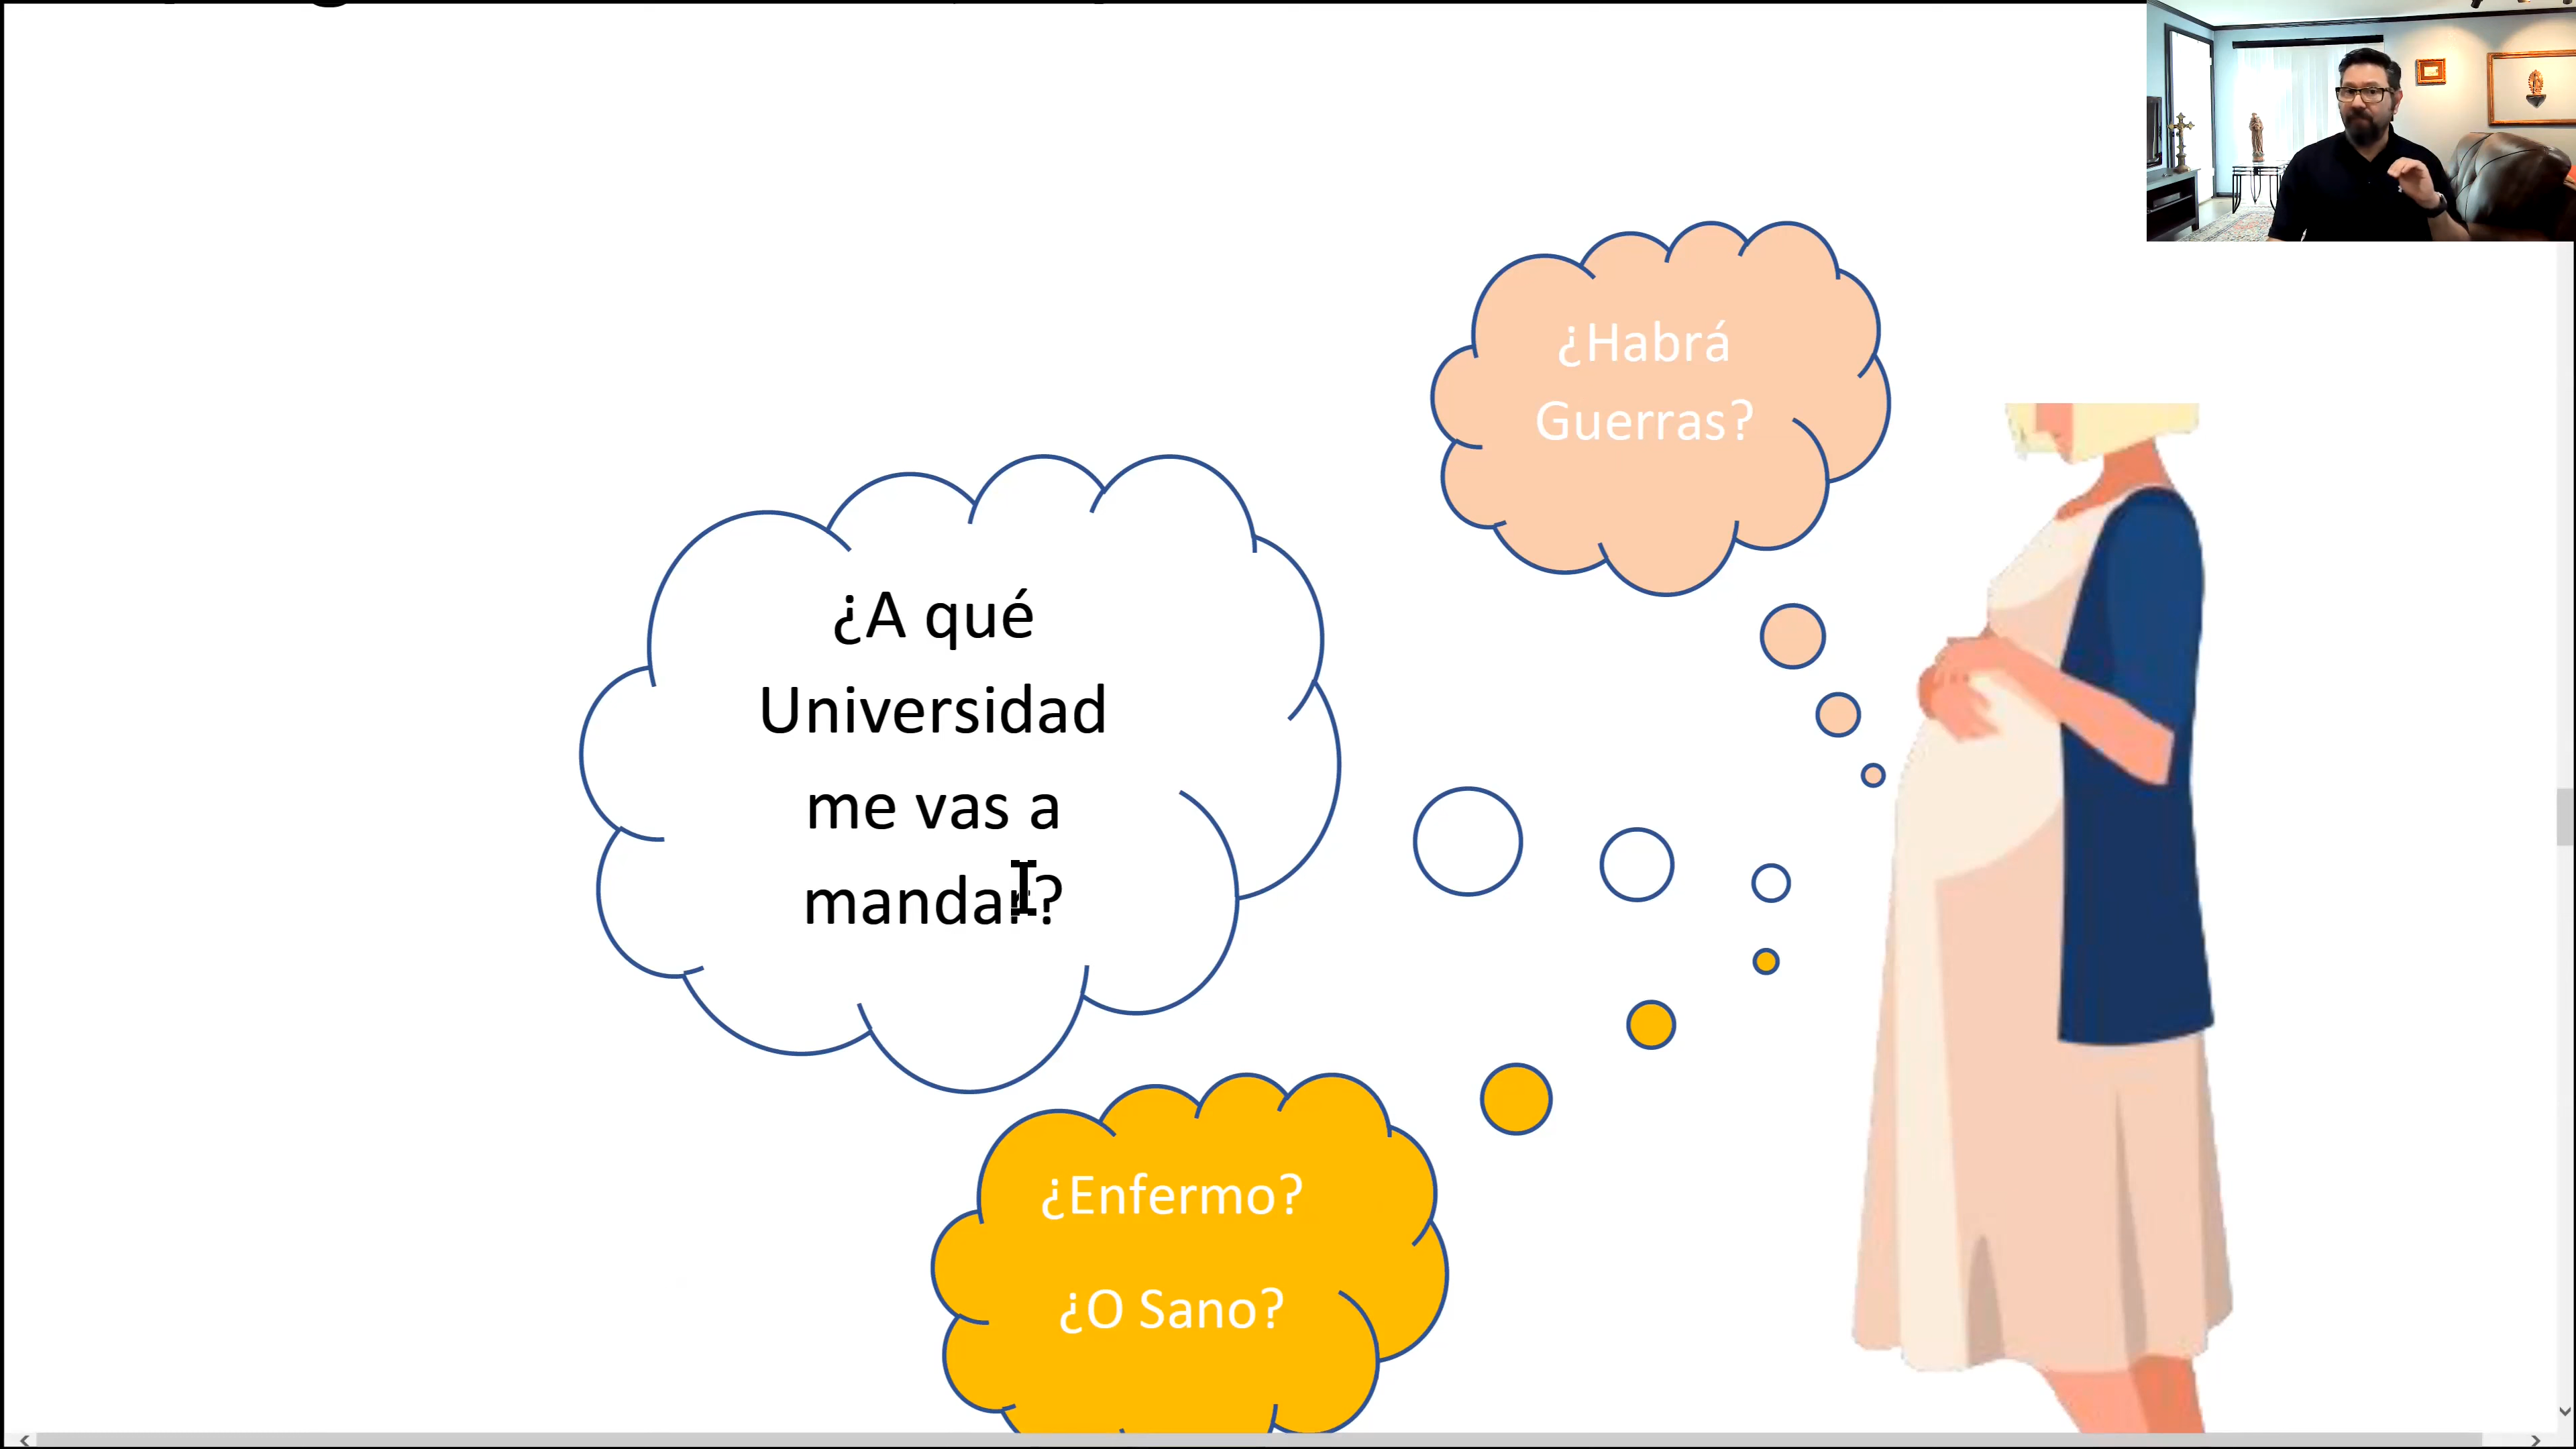 ¿Habrá
Guerras?
¿A qué
Universidad
me vas a
mandar?
¿Enfermo?
¿O Sano?